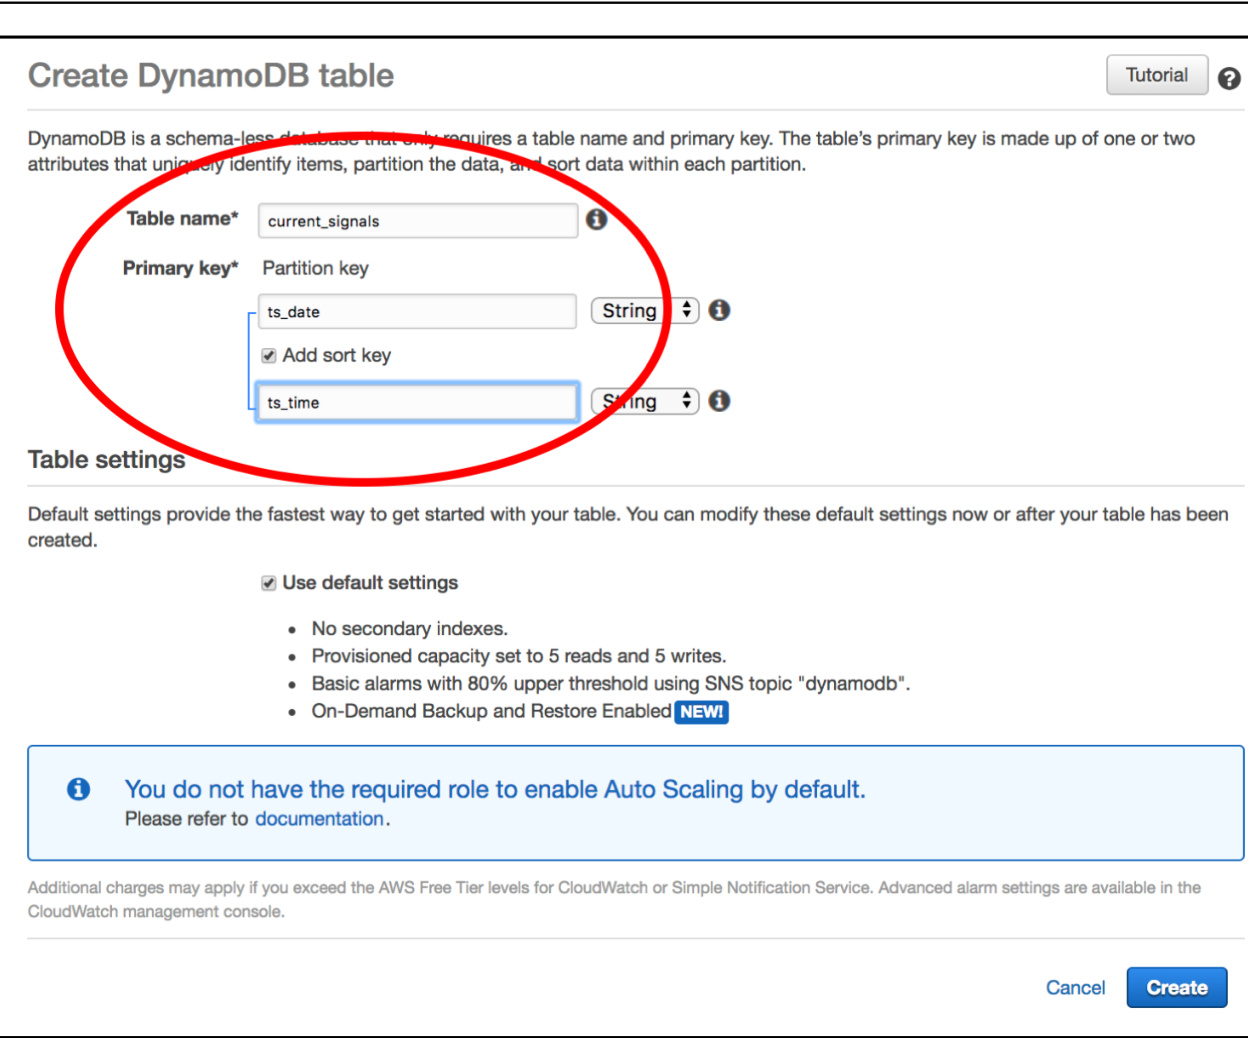 Create DynamoDB table
Tutorial
DynamoDB is a schema-less database that only requires a table name and primary key. The table's primary key is made up of one or two
attributes that uniquely identify items, partition the data, and sort data within each partition.
Table name* current_signals
Primary key* Partition key
ts_date String
Add sort key
ts_time String
Table settings
Default settings provide the fastest way to get started with your table. You can modify these default settings now or after your table has been
created.
Use default settings
• No secondary indexes.
• Provisioned capacity set to 5 reads and 5 writes.
• Basic alarms with 80% upper threshold using SNS topic "dynamodb".
• On-Demand Backup and Restore Enabled NEW!
You do not have the required role to enable Auto Scaling by default.
Please refer to documentation.
Additional charges may apply if you exceed the AWS Free Tier levels for CloudWatch or Simple Notification Service. Advanced alarm settings are available in the
CloudWatch management console.
Cancel Create